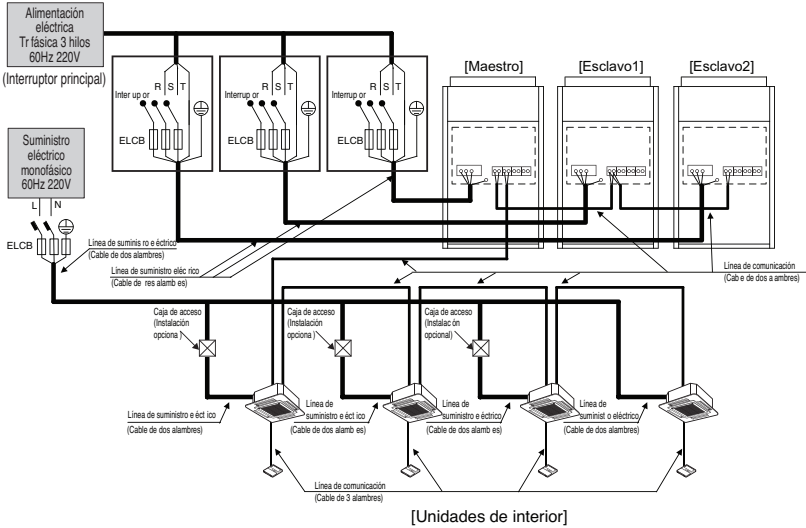 Alimentación
eléctrica
Tr fásica 3 hilos
60Hz 220V
(Interruptor principal)
R S T
Inter up or
ELCB
R S T
Interrup or
ELCB
R S T
Interrup or
ELCB
[Maestro]
[Esclavo1]
[Esclavo2]
Suministro
eléctrico
monofásico
60Hz 220V
L N
ELCB
Línea de suminis ro e éctrico
(Cable de dos alambres)
Línea de suministro eléc rico
(Cable de res alamb es)
Línea de comunicación
(Cab e de dos a ambres)
Caja de acceso
(Instalación
opciona )
Caja de acceso
(Instalación
opciona )
Caja de acceso
(Instalac ón
opcional)
Línea de suministro e éct ico
(Cable de dos alambres)
Línea de
suministro e éct ico
(Cable de dos alamb es)
Línea de
suministro e éctrico
(Cable de dos alamb es)
Línea de
suminist o eléctrico
(Cable de dos alambres)
Línea de comunicación
(Cable de 3 alambres)
[Unidades de interior]